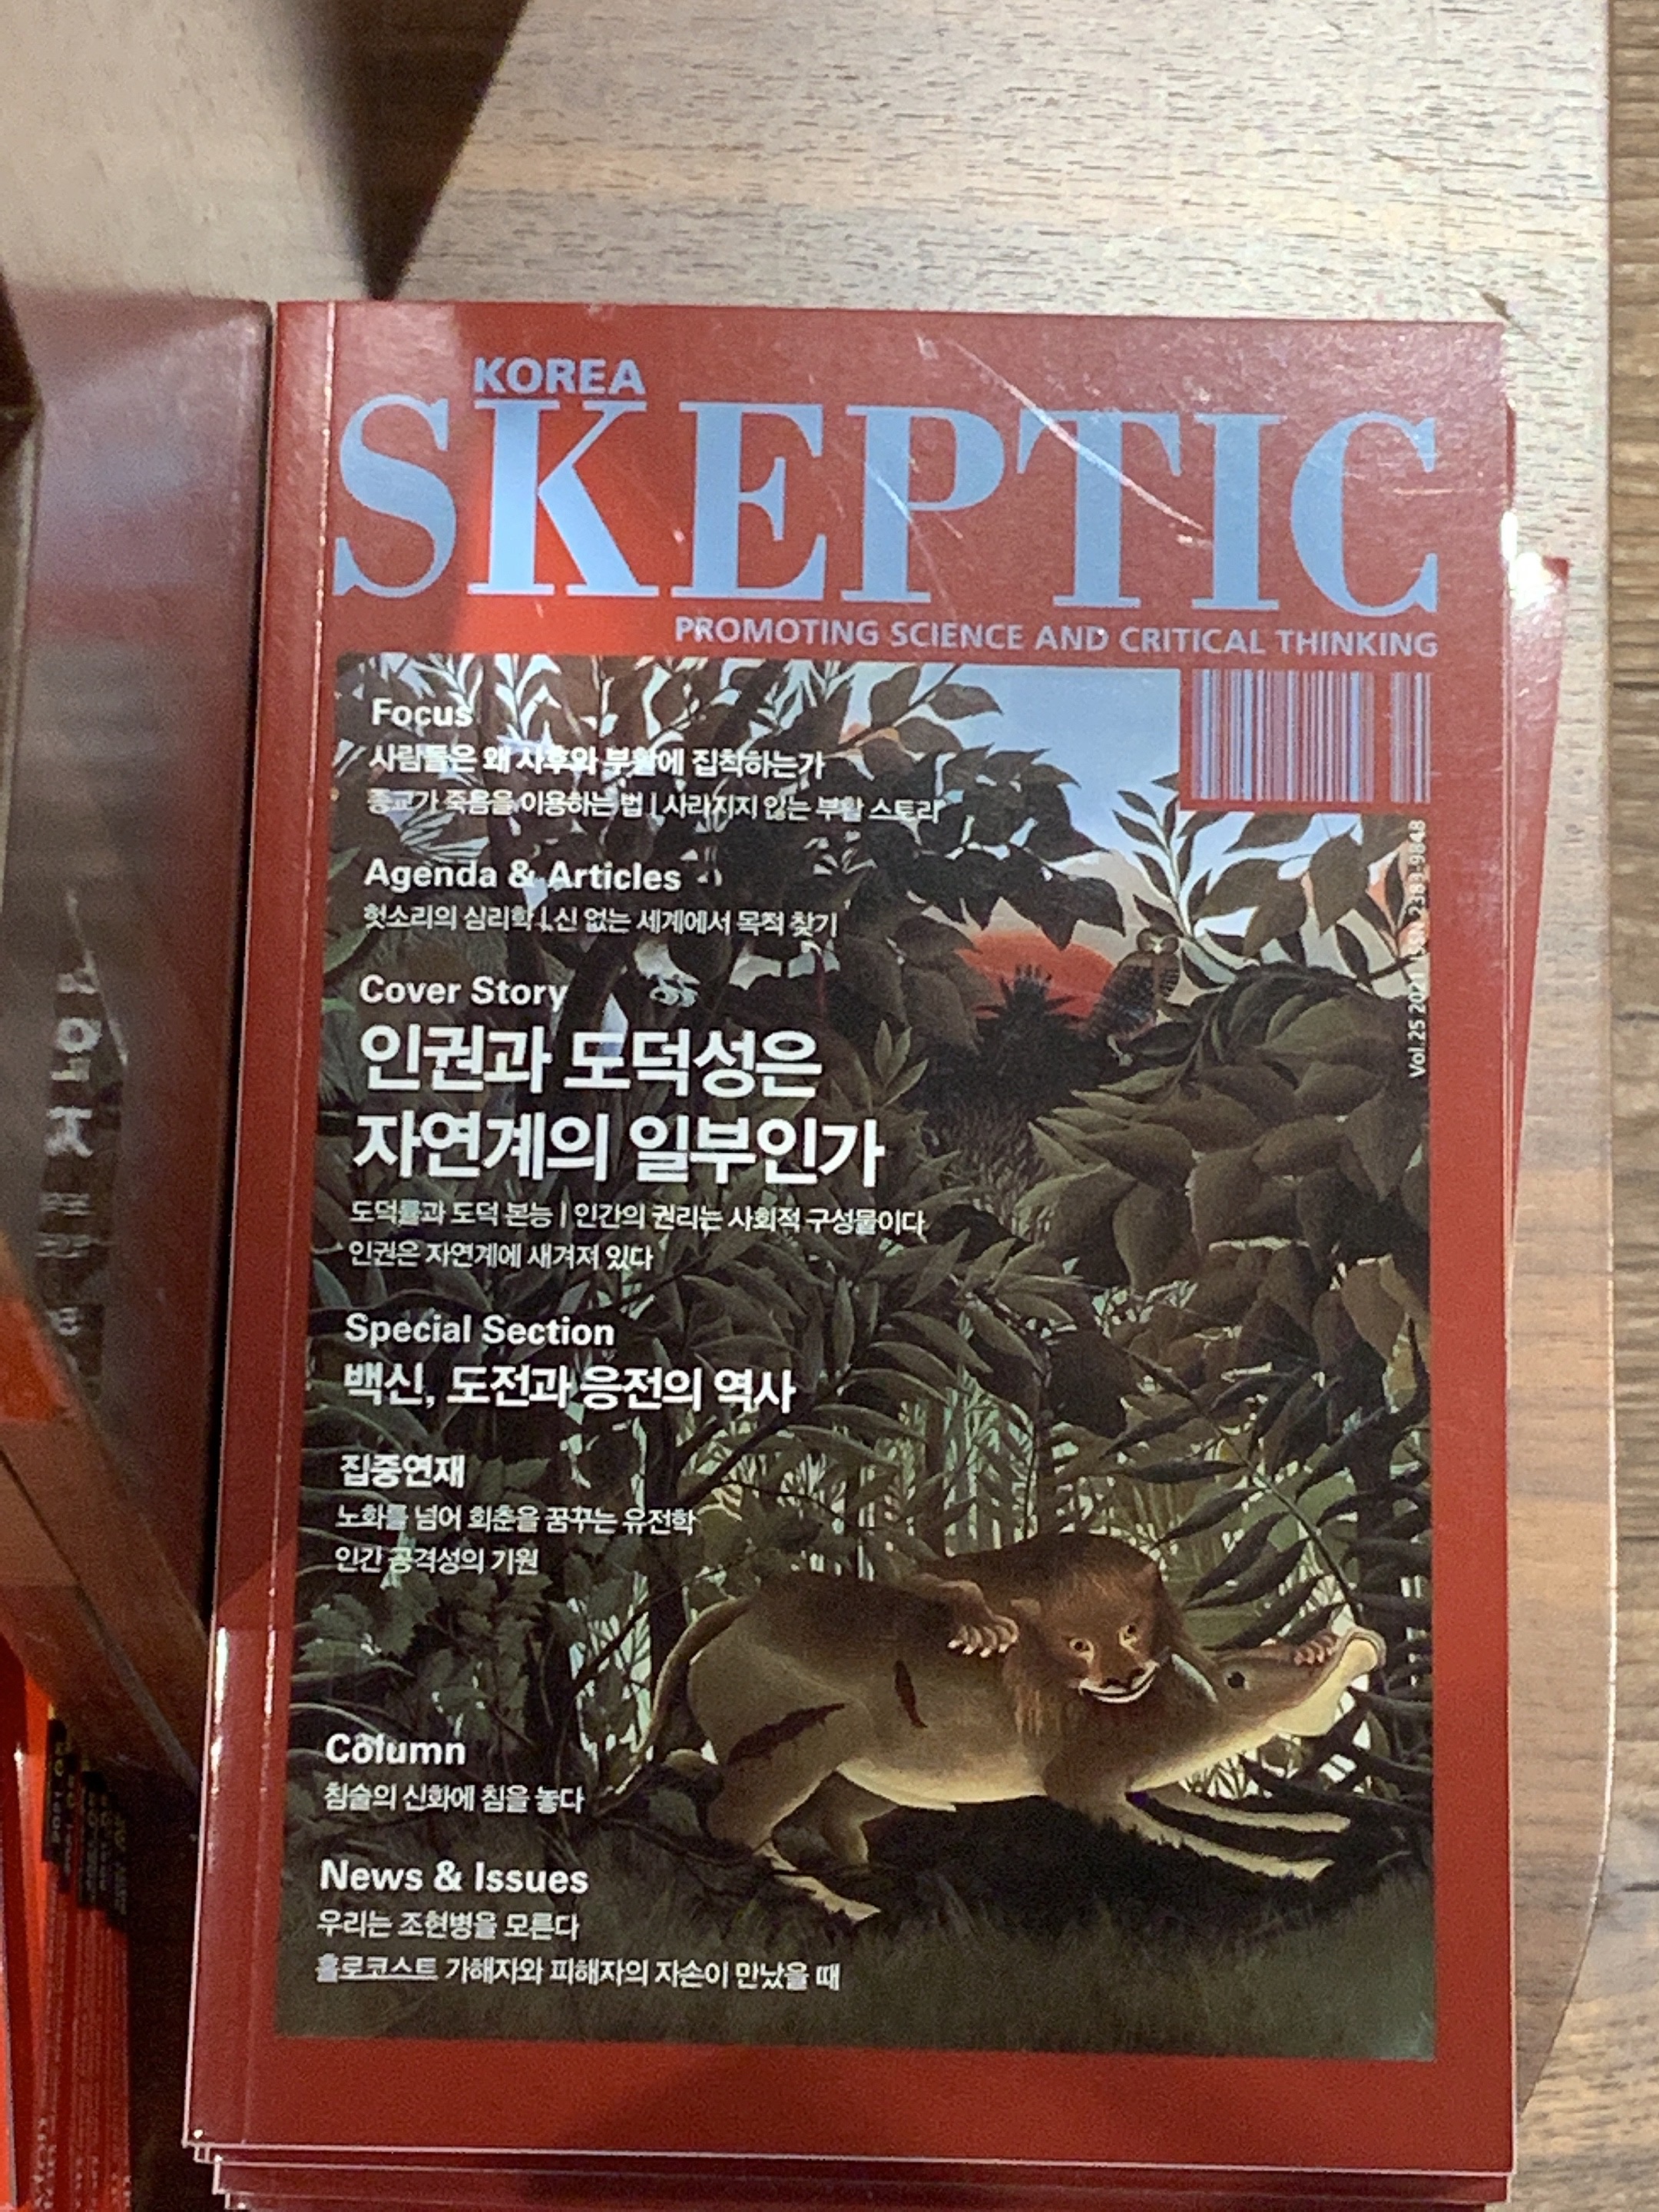 KOREA
SKEPTIC
PROMOTING SCIENCE AND CRITICAL THINKING
Focus
사람들은 왜 사후와 부활에 집착하는가
종교가 죽음을 이용하는 법 | 사라지지 않는 부활 스토리
Agenda & Articles
헛소리의 심리학 | 신 없는 세계에서 목적 찾기
Cover Story
인권과 도덕성은
자연계의 일부인가
도덕률과 도덕 본능 | 인간의 권리는 사회적 구성물이다
인권은 자연계에 새겨져 있다
Special Section
백신, 도전과 응전의 역사
집중연재
노화를 넘어 회춘을 꿈꾸는 유전학
인간 공격성의 기원
Column
침술의 신화에 침을 놓다
News & Issues
우리는 조현병을 모른다
홀로코스트 가해자와 피해자의 자손이 만났을 때
Vol.25 2021 ISSN 2383-9848